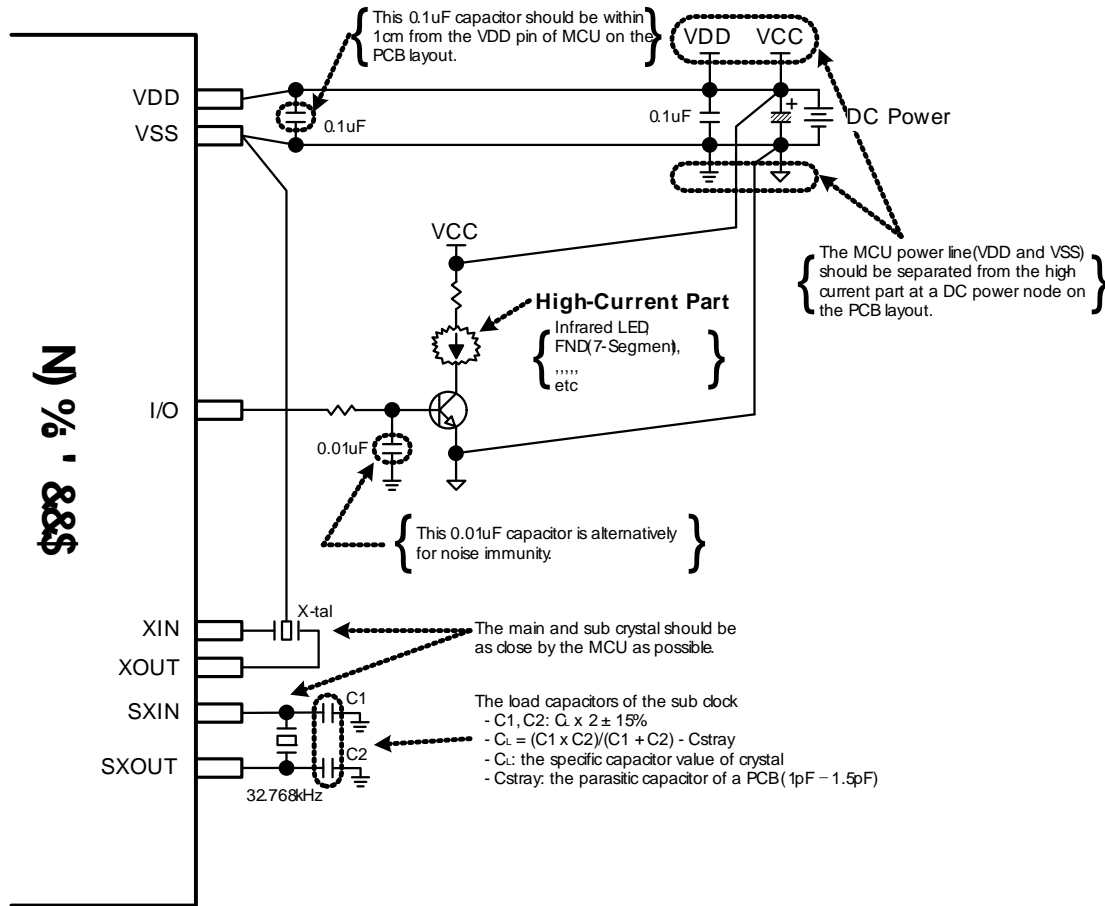 This 0.1uF capacitor should be within
1cm from the VDD pin of MCU on the
PCB layout.
VDD
VCC
VDD
VSS
0.1uF
0.1uF
+
DC Power
VCC
The MCU power line(VDD and VSS)
should be separated from the high
current part at a DC power node on
the PCB layout.
High-Current Part
Infrared LED,
FND(7-Segment),
,,,,,
etc
N) % ' &&$
I/O
0.01uF
This 0.01uF capacitor is alternatively
for noise immunity.
XIN
X-tal
XOUT
The main and sub crystal should be
as close by the MCU as possible.
SXIN
C1
SXOUT
C2
32.768kHz
The load capacitors of the sub clock
- C1, C2: CL x 2 ± 15%
- CL = (C1 x C2)/(C1 + C2) - Cstray
- CL: the specific capacitor value of crystal
- Cstray: the parasitic capacitor of a PCB(1pF – 1.5pF)